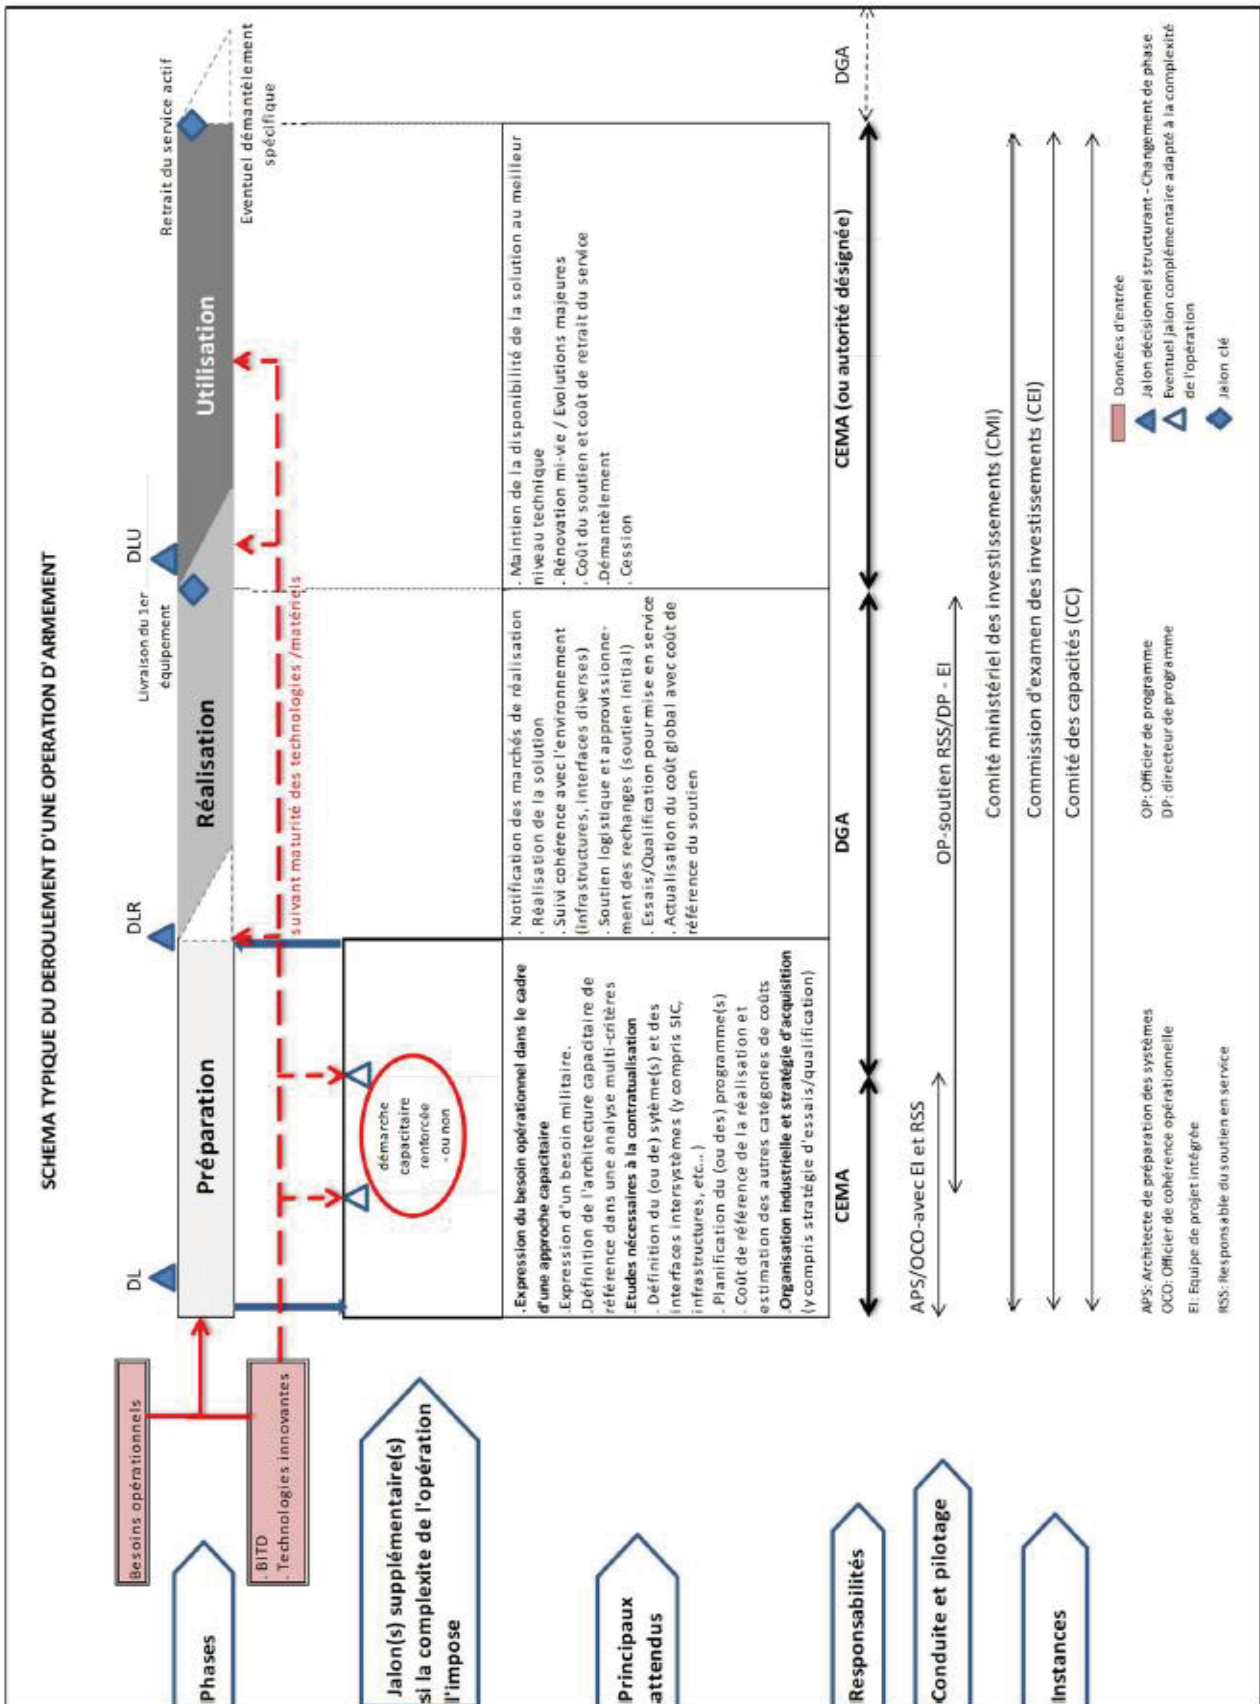 SCHEMA TYPIQUE DU DEROULEMENT D'UNE OPERATION D'ARMEMENT
Besoins opérationnels
. BITD
. Technologies innovantes
Phases
DL
DLR
Livraison du 1er
équipement
DLU
Retrait du service actif
Préparation
Réalisation
Utilisation
Eventuel démantèlement
spécifique
suivant maturité des technologies /matériels
Jalon(s) supplémentaire(s)
si la complexite de l'opération
l'impose
démarche
capacitaire
renforcée
- ou non
Principaux
attendus
. Expression du besoin opérationnel dans le cadre
d'une approche capacitaire
. Expression d'un besoin militaire.
.Définition de l'architecture capacitaire de
référence dans une analyse multi-critères
.Etudes nécessaires à la contractualisation
. Définition du (ou de) sytème(s) et des
interfaces intersystèmes (y compris SIC,
infrastructures, etc... )
. Planification du (ou des) programme(s)
. Coût de référence de la réalisation et
estimation des autres catégories de coûts
.Organisation industrielle et stratégie d'acquisition
(y compris stratégie d'essais/qualification)
. Notification des marchés de réalisation
. Réalisation de la solution
. Suivi cohérence avec l'environnement
(infrastructures, interfaces diverses)
. Soutien logistique et approvisionne-
ment des rechanges (soutien initial)
. Essais/Qualification pour mise en service
. Actualisation du coût global avec coût de
référence du soutien
. Maintien de la disponibilité de la solution au meilleur
niveau technique
. Rénovation mi-vie / Evolutions majeures
. Coût du soutien et coût de retrait du service
.Démantèlement
. Cession
Responsabilités
CEMA
DGA
CEMA (ou autorité désignée)
DGA
Conduite et pilotage
APS/OCO-avec EI et RSS
OP-soutien RSS/DP - EI
Instances
Comité ministériel des investissements (CMI)
Commission d'examen des investissements (CEI)
Comité des capacités (CC)
APS: Architecte de préparation des systèmes
OCO: Officier de cohérence opérationnelle
EI: Equipe de projet intégrée
RSS: Responsable du soutien en service
OP: Officier de programme
DP: directeur de programme
Données d'entrée
Jalon décisionnel structurant - Changement de phase
Eventuel jalon complémentaire adapté à la complexité
de l'opération
Jalon clé